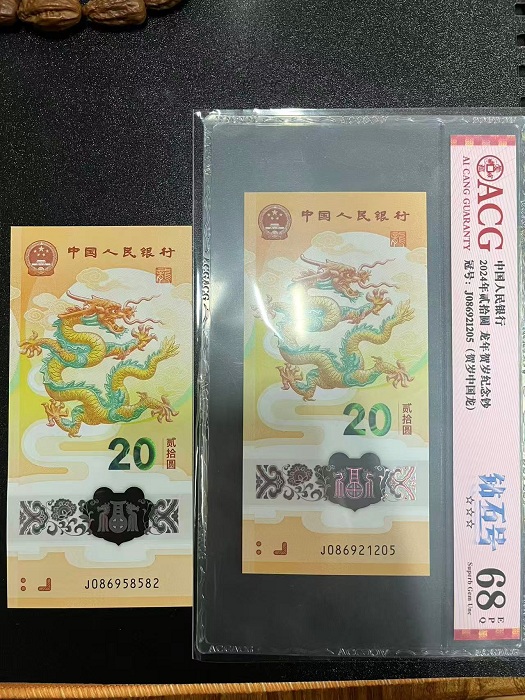 中国人民银行
20
贰拾圆
J086958582
中国人民银行
20
贰拾圆
J086921205
ACG
AI CANG GUARANTY
中国人民银行
2024年贰拾圆 龙年贺岁纪念钞
冠号：J086921205（贺岁中国龙）
钻石号
☆☆☆
68 EPQ
Superb Gem Unc